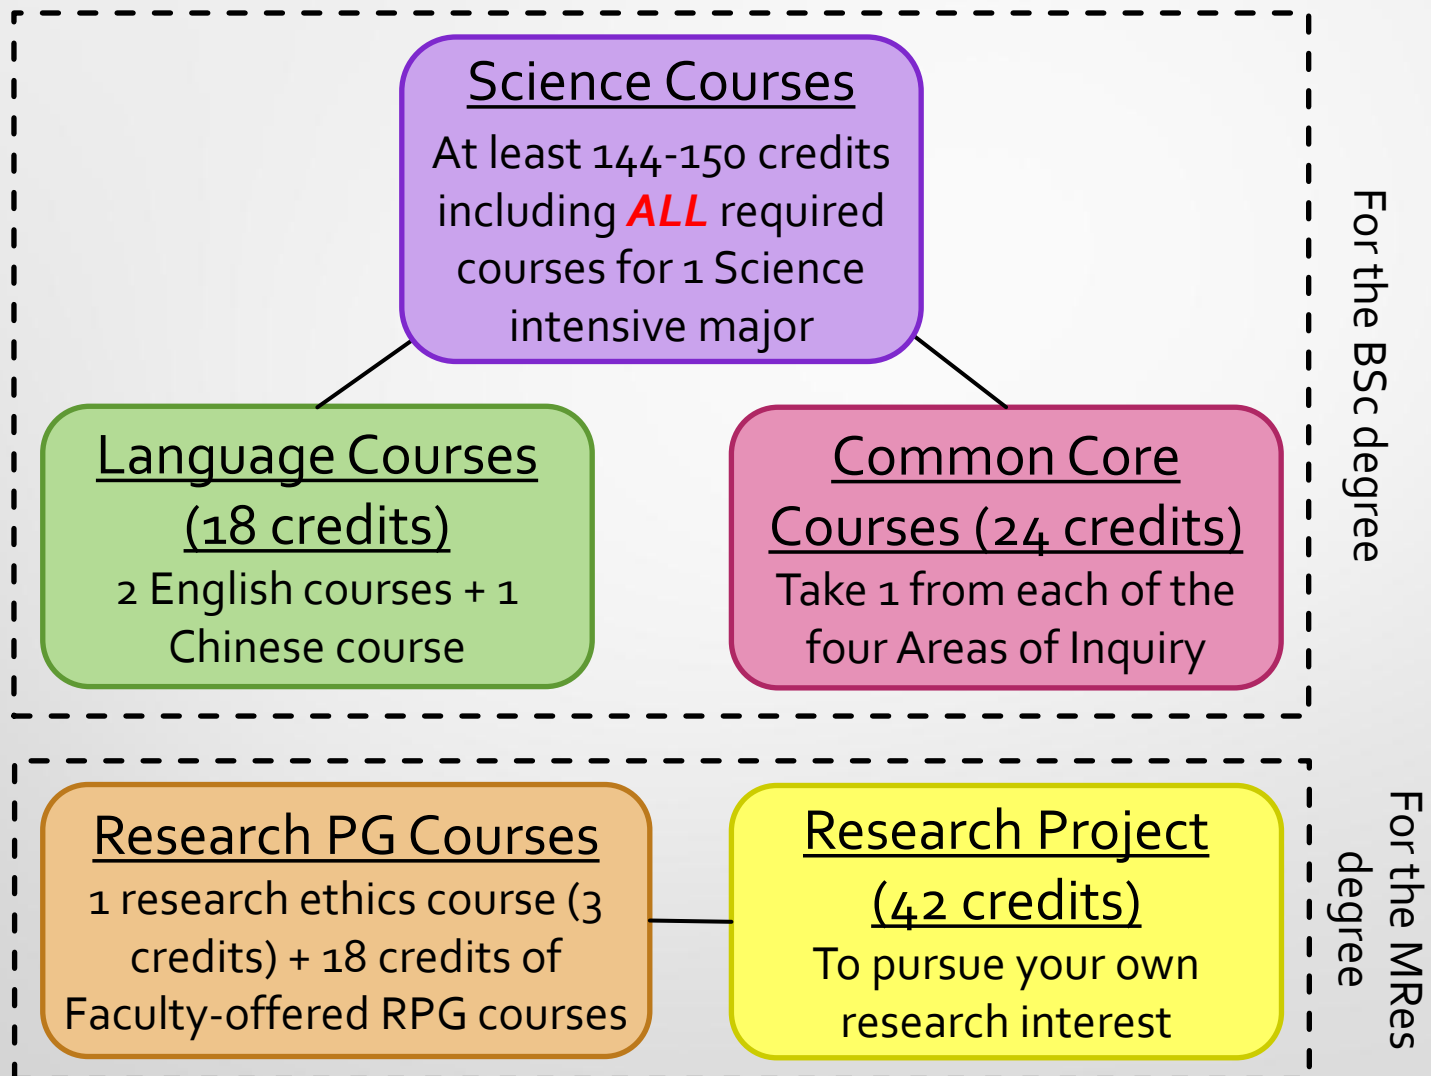 Science Courses
At least 144-150 credits
including ALL required
courses for 1 Science
intensive major
Language Courses
(18 credits)
2 English courses + 1
Chinese course
Common Core
Courses (24 credits)
Take 1 from each of the
four Areas of Inquiry
For the BSc degree
Research PG Courses
1 research ethics course (3
credits) + 18 credits of
Faculty-offered RPG courses
Research Project
(42 credits)
To pursue your own
research interest
For the MRes
degree